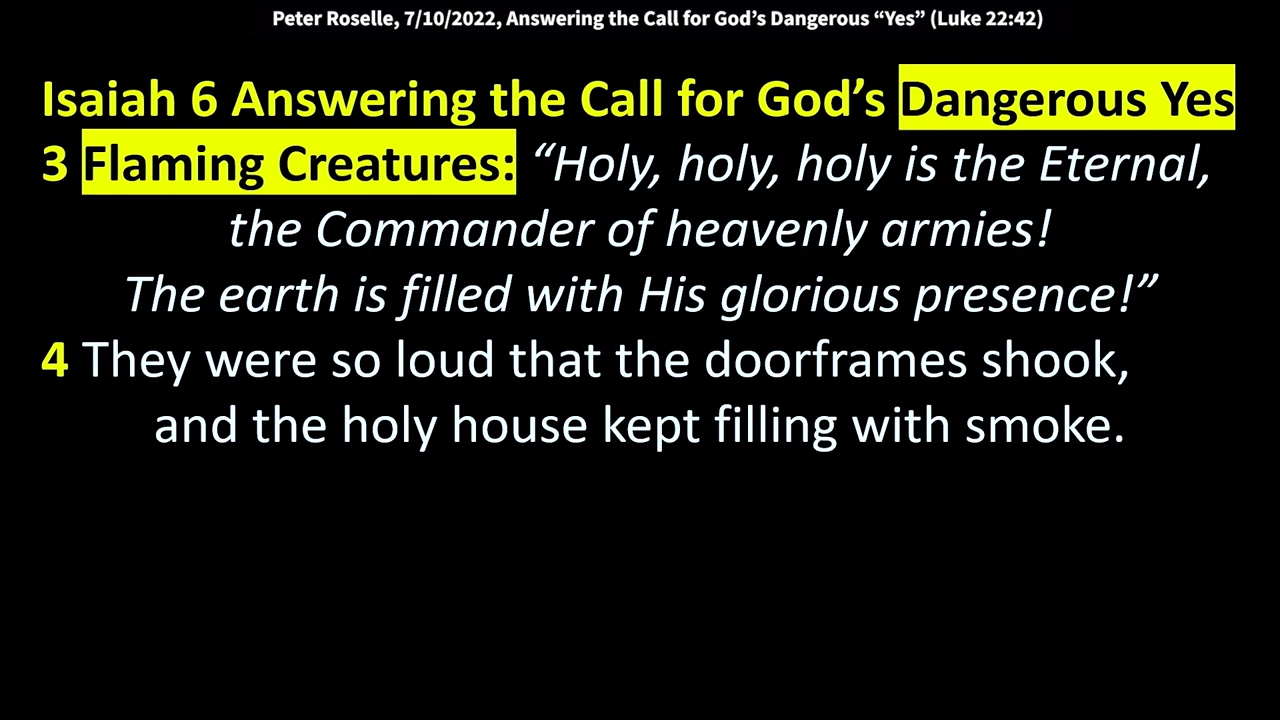 Peter Roselle, 7/10/2022, Answering the Call for God’s Dangerous “Yes” (Luke 22:42)
Isaiah 6 Answering the Call for God’s Dangerous Yes
3 Flaming Creatures: “Holy, holy, holy is the Eternal,
the Commander of heavenly armies!
The earth is filled with His glorious presence!”
4 They were so loud that the doorframes shook,
and the holy house kept filling with smoke.